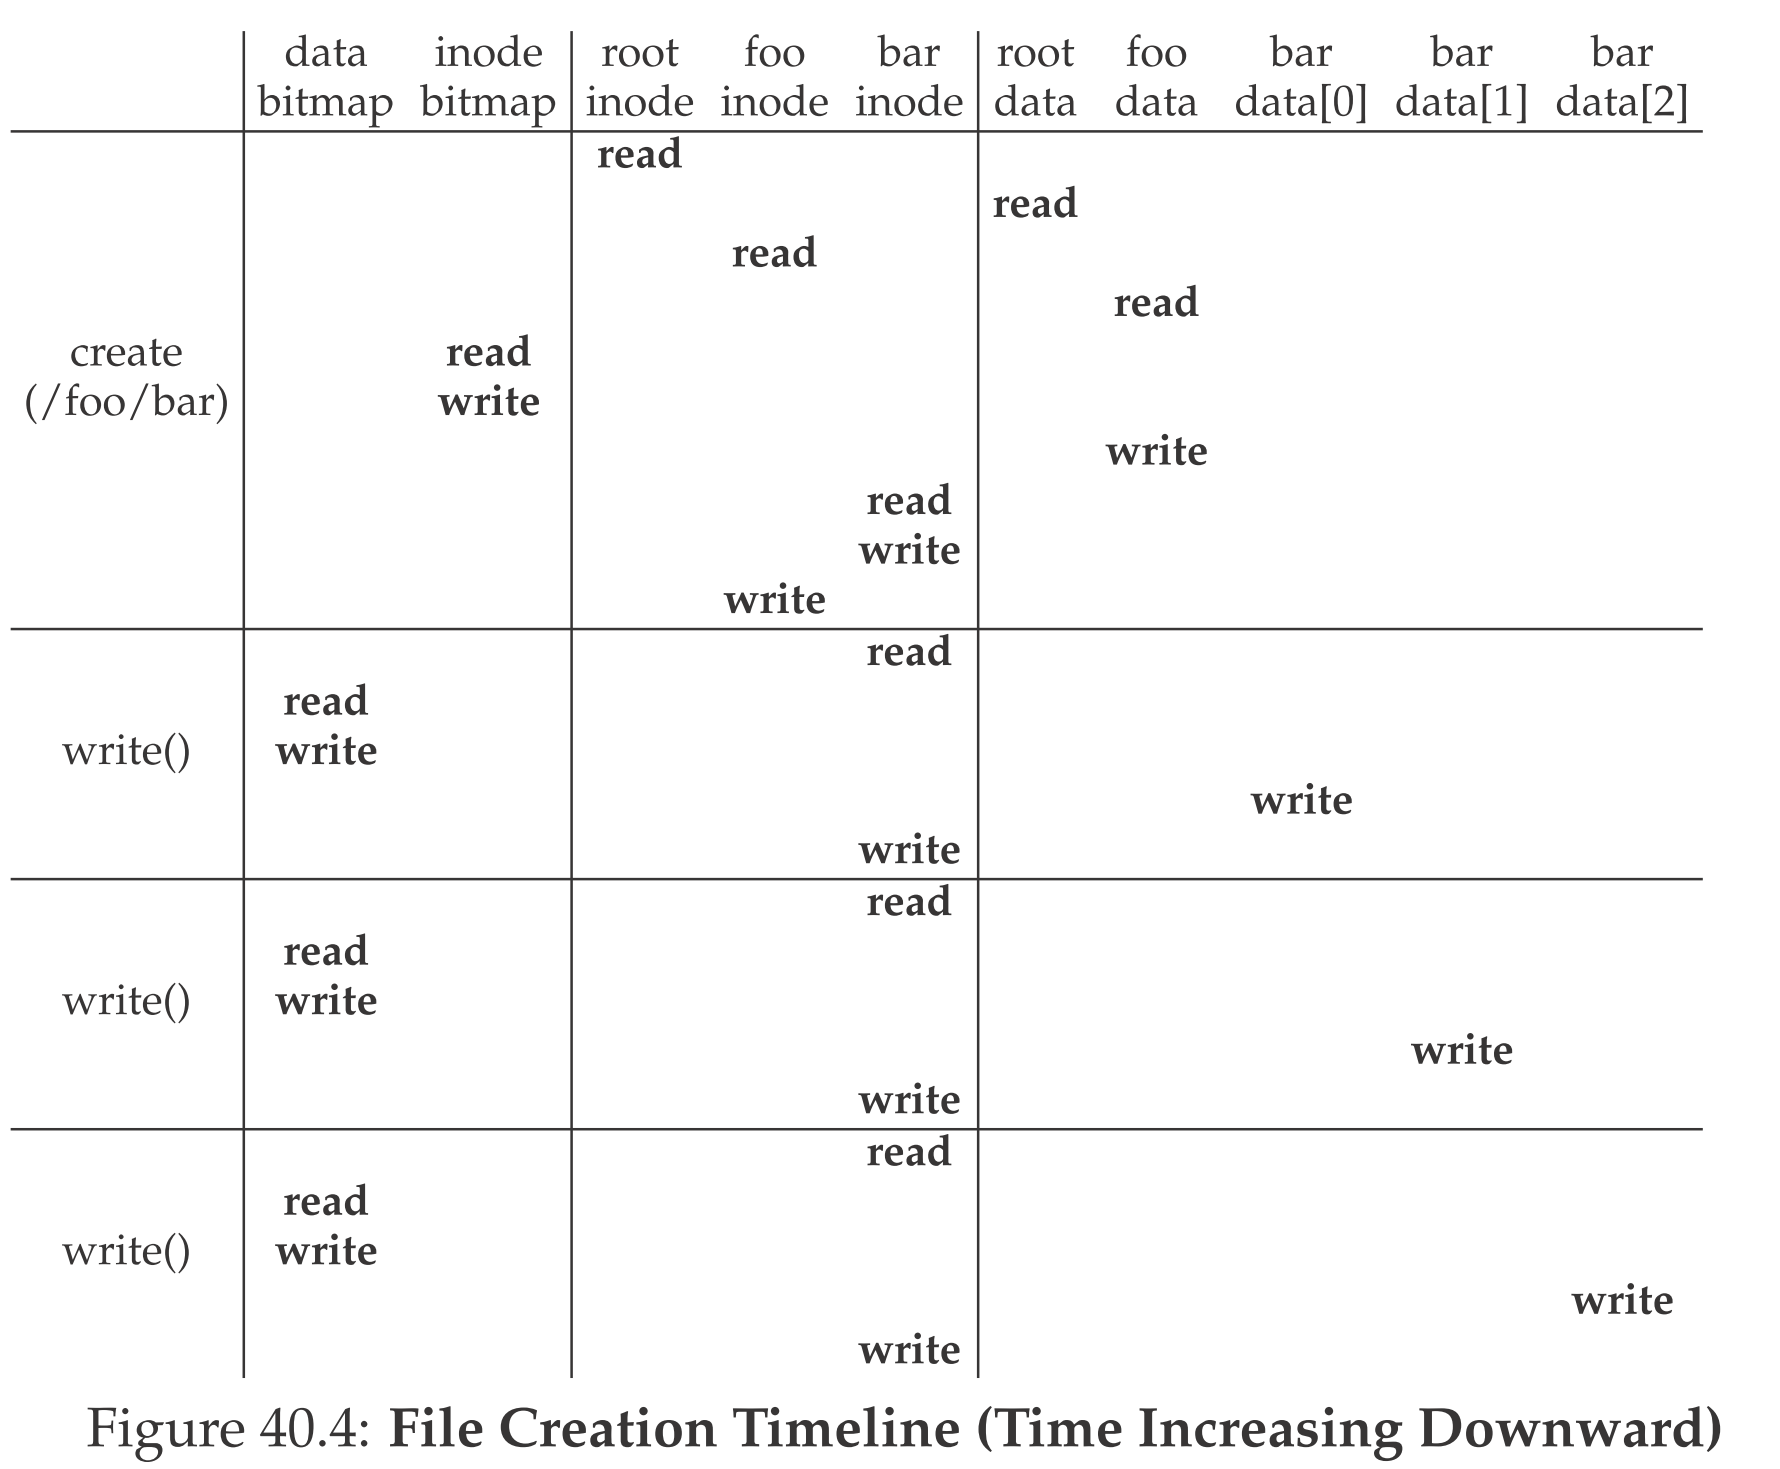 data inode root foo bar root foo bar bar bar
bitmap bitmap inode inode inode data data data[0] data[1] data[2]
read
read
read
read
create read
(/foo/bar) write
write
read
write
write
read
read
write() write
write
write
read
read
write() write
write
write
read
read
write() write
write
write
Figure 40.4: File Creation Timeline (Time Increasing Downward)